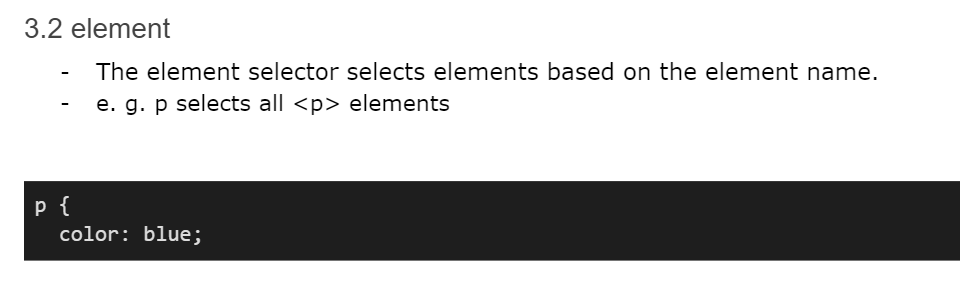 3.2 element
- The element selector selects elements based on the element name.
- e. g. p selects all <p> elements
p {
  color: blue;